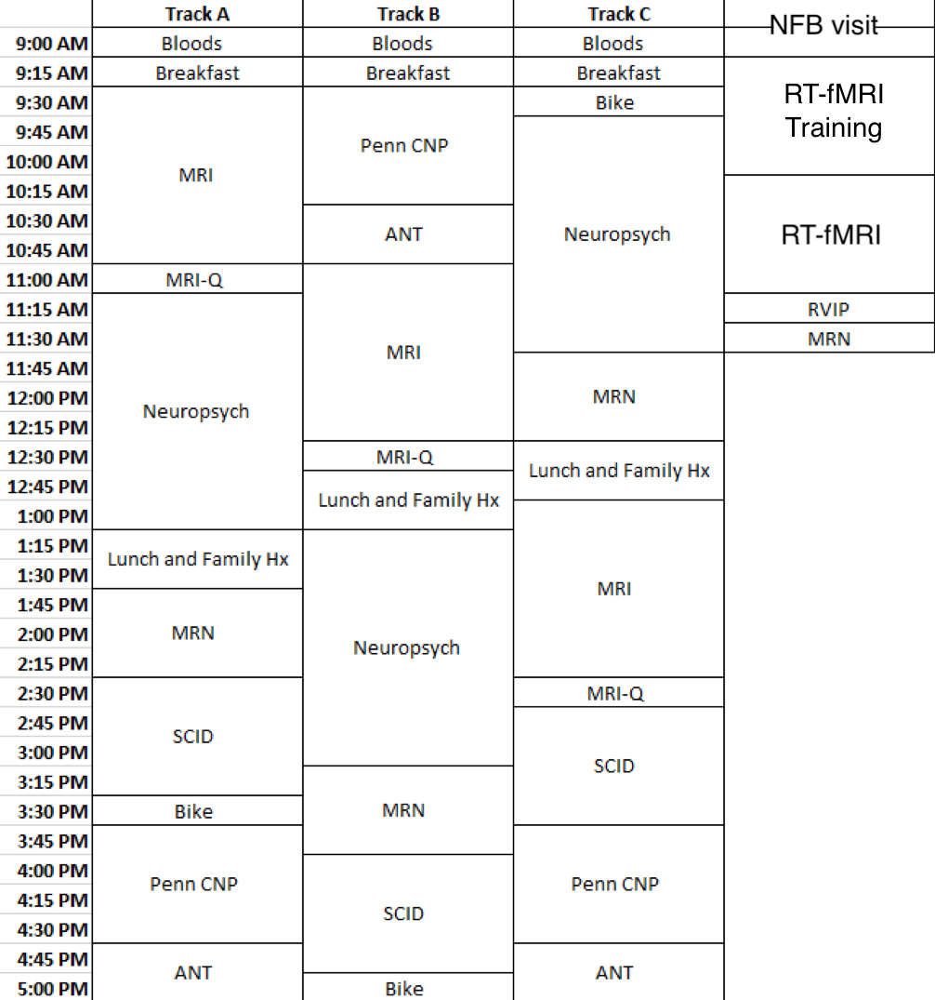 Track A Track B Track C NFB visit
9:00 AM Bloods Bloods Bloods
9:15 AM Breakfast Breakfast Breakfast RT-fMRI
Training
9:30 AM MRI Penn CNP Bike
9:45 AM Neuropsych
10:00 AM
10:15 AM RT-fMRI
10:30 AM ANT
10:45 AM
11:00 AM MRI-Q MRI
11:15 AM Neuropsych RVIP
11:30 AM MRN
11:45 AM MRN
12:00 PM
12:15 PM
12:30 PM MRI-Q Lunch and Family Hx
12:45 PM Lunch and Family Hx
1:00 PM MRI
1:15 PM Lunch and Family Hx Neuropsych
1:30 PM
1:45 PM MRN
2:00 PM
2:15 PM
2:30 PM SCID MRI-Q
2:45 PM SCID
3:00 PM
3:15 PM MRN
3:30 PM Bike
3:45 PM Penn CNP Penn CNP
4:00 PM SCID
4:15 PM
4:30 PM
4:45 PM ANT ANT
5:00 PM Bike